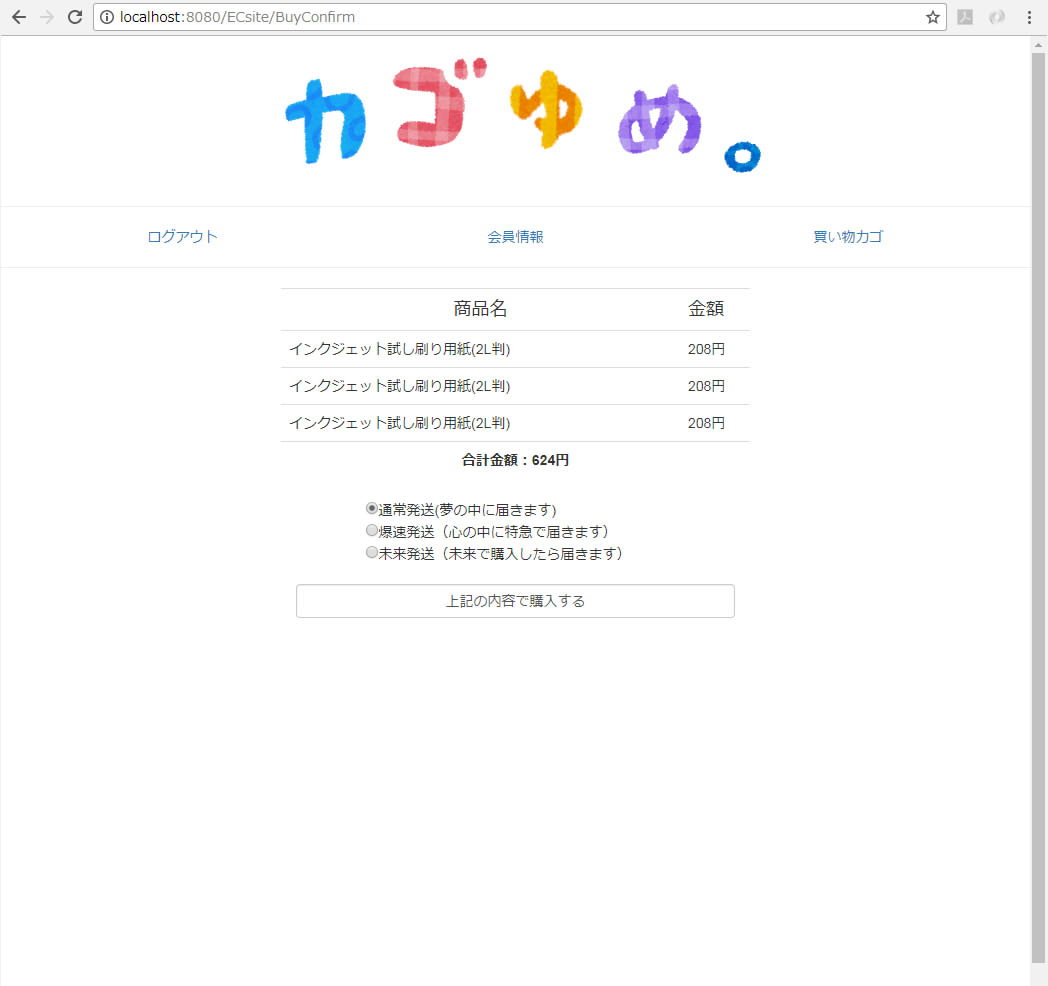 localhost:8080/ECsite/BuyConfirm
カゴゆめ。
ログアウト 会員情報 買い物カゴ
商品名 金額
インクジェット試し刷り用紙(2L判) 208円
インクジェット試し刷り用紙(2L判) 208円
インクジェット試し刷り用紙(2L判) 208円
合計金額：624円
通常発送(夢の中に届きます)
爆速発送（心の中に特急で届きます）
未来発送（未来で購入したら届きます）
上記の内容で購入する